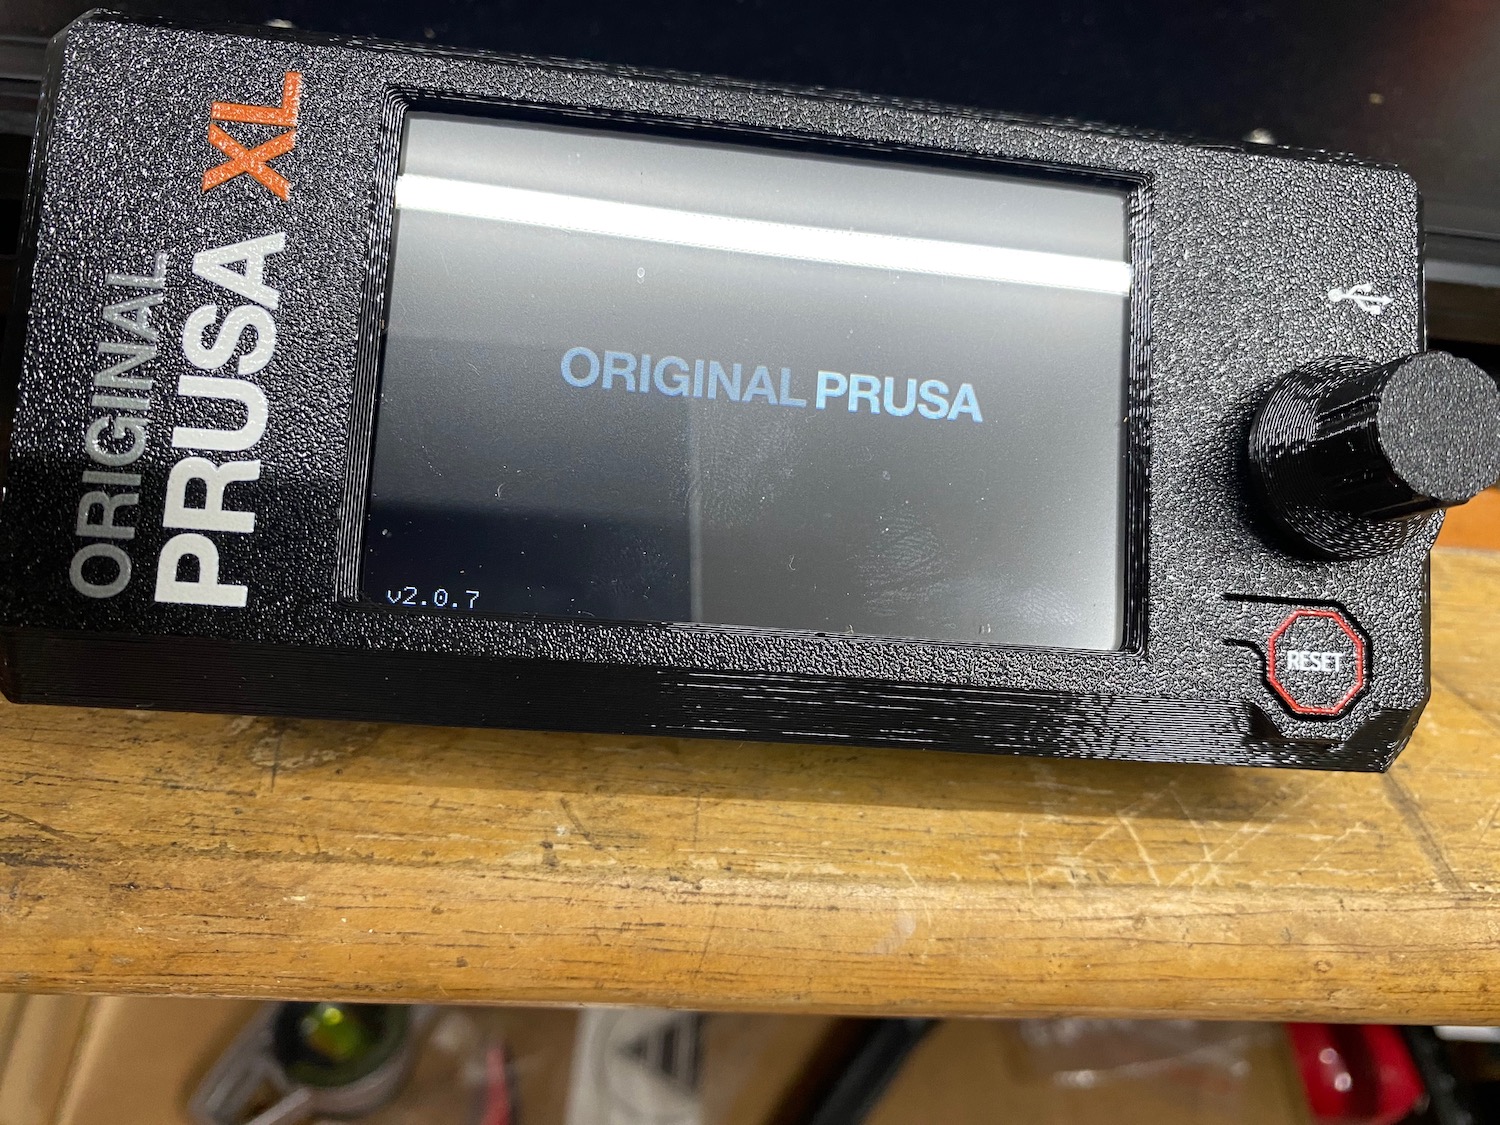 ORIGINAL
PRUSA XL
ORIGINAL PRUSA
v2.0.7
RESET